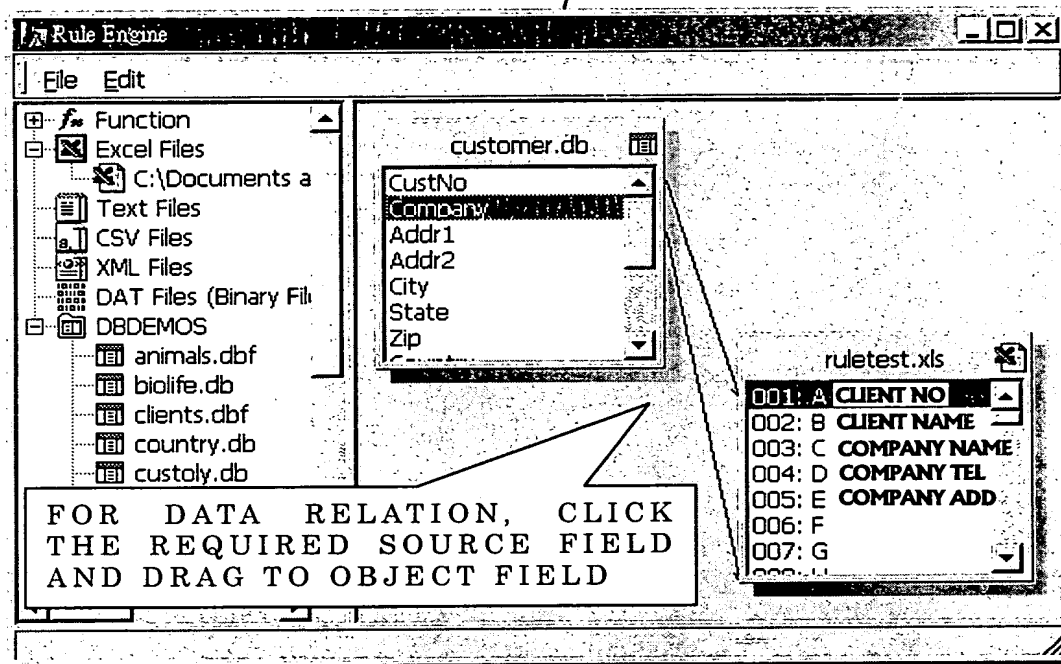 Rule Engine
File Edit
Function
Excel Files
C:\Documents a
Text Files
CSV Files
XML Files
DAT Files (Binary Fil
DBDEMOS
animals.dbf
biolife.db
clients.dbf
country.db
custoly.db
customer.db
CustNo
Company
Addr1
Addr2
City
State
Zip
ruletest.xls
001: A CLIENT NO
002: B CLIENT NAME
003: C COMPANY NAME
004: D COMPANY TEL
005: E COMPANY ADD
006: F
007: G
FOR DATA RELATION, CLICK
THE REQUIRED SOURCE FIELD
AND DRAG TO OBJECT FIELD